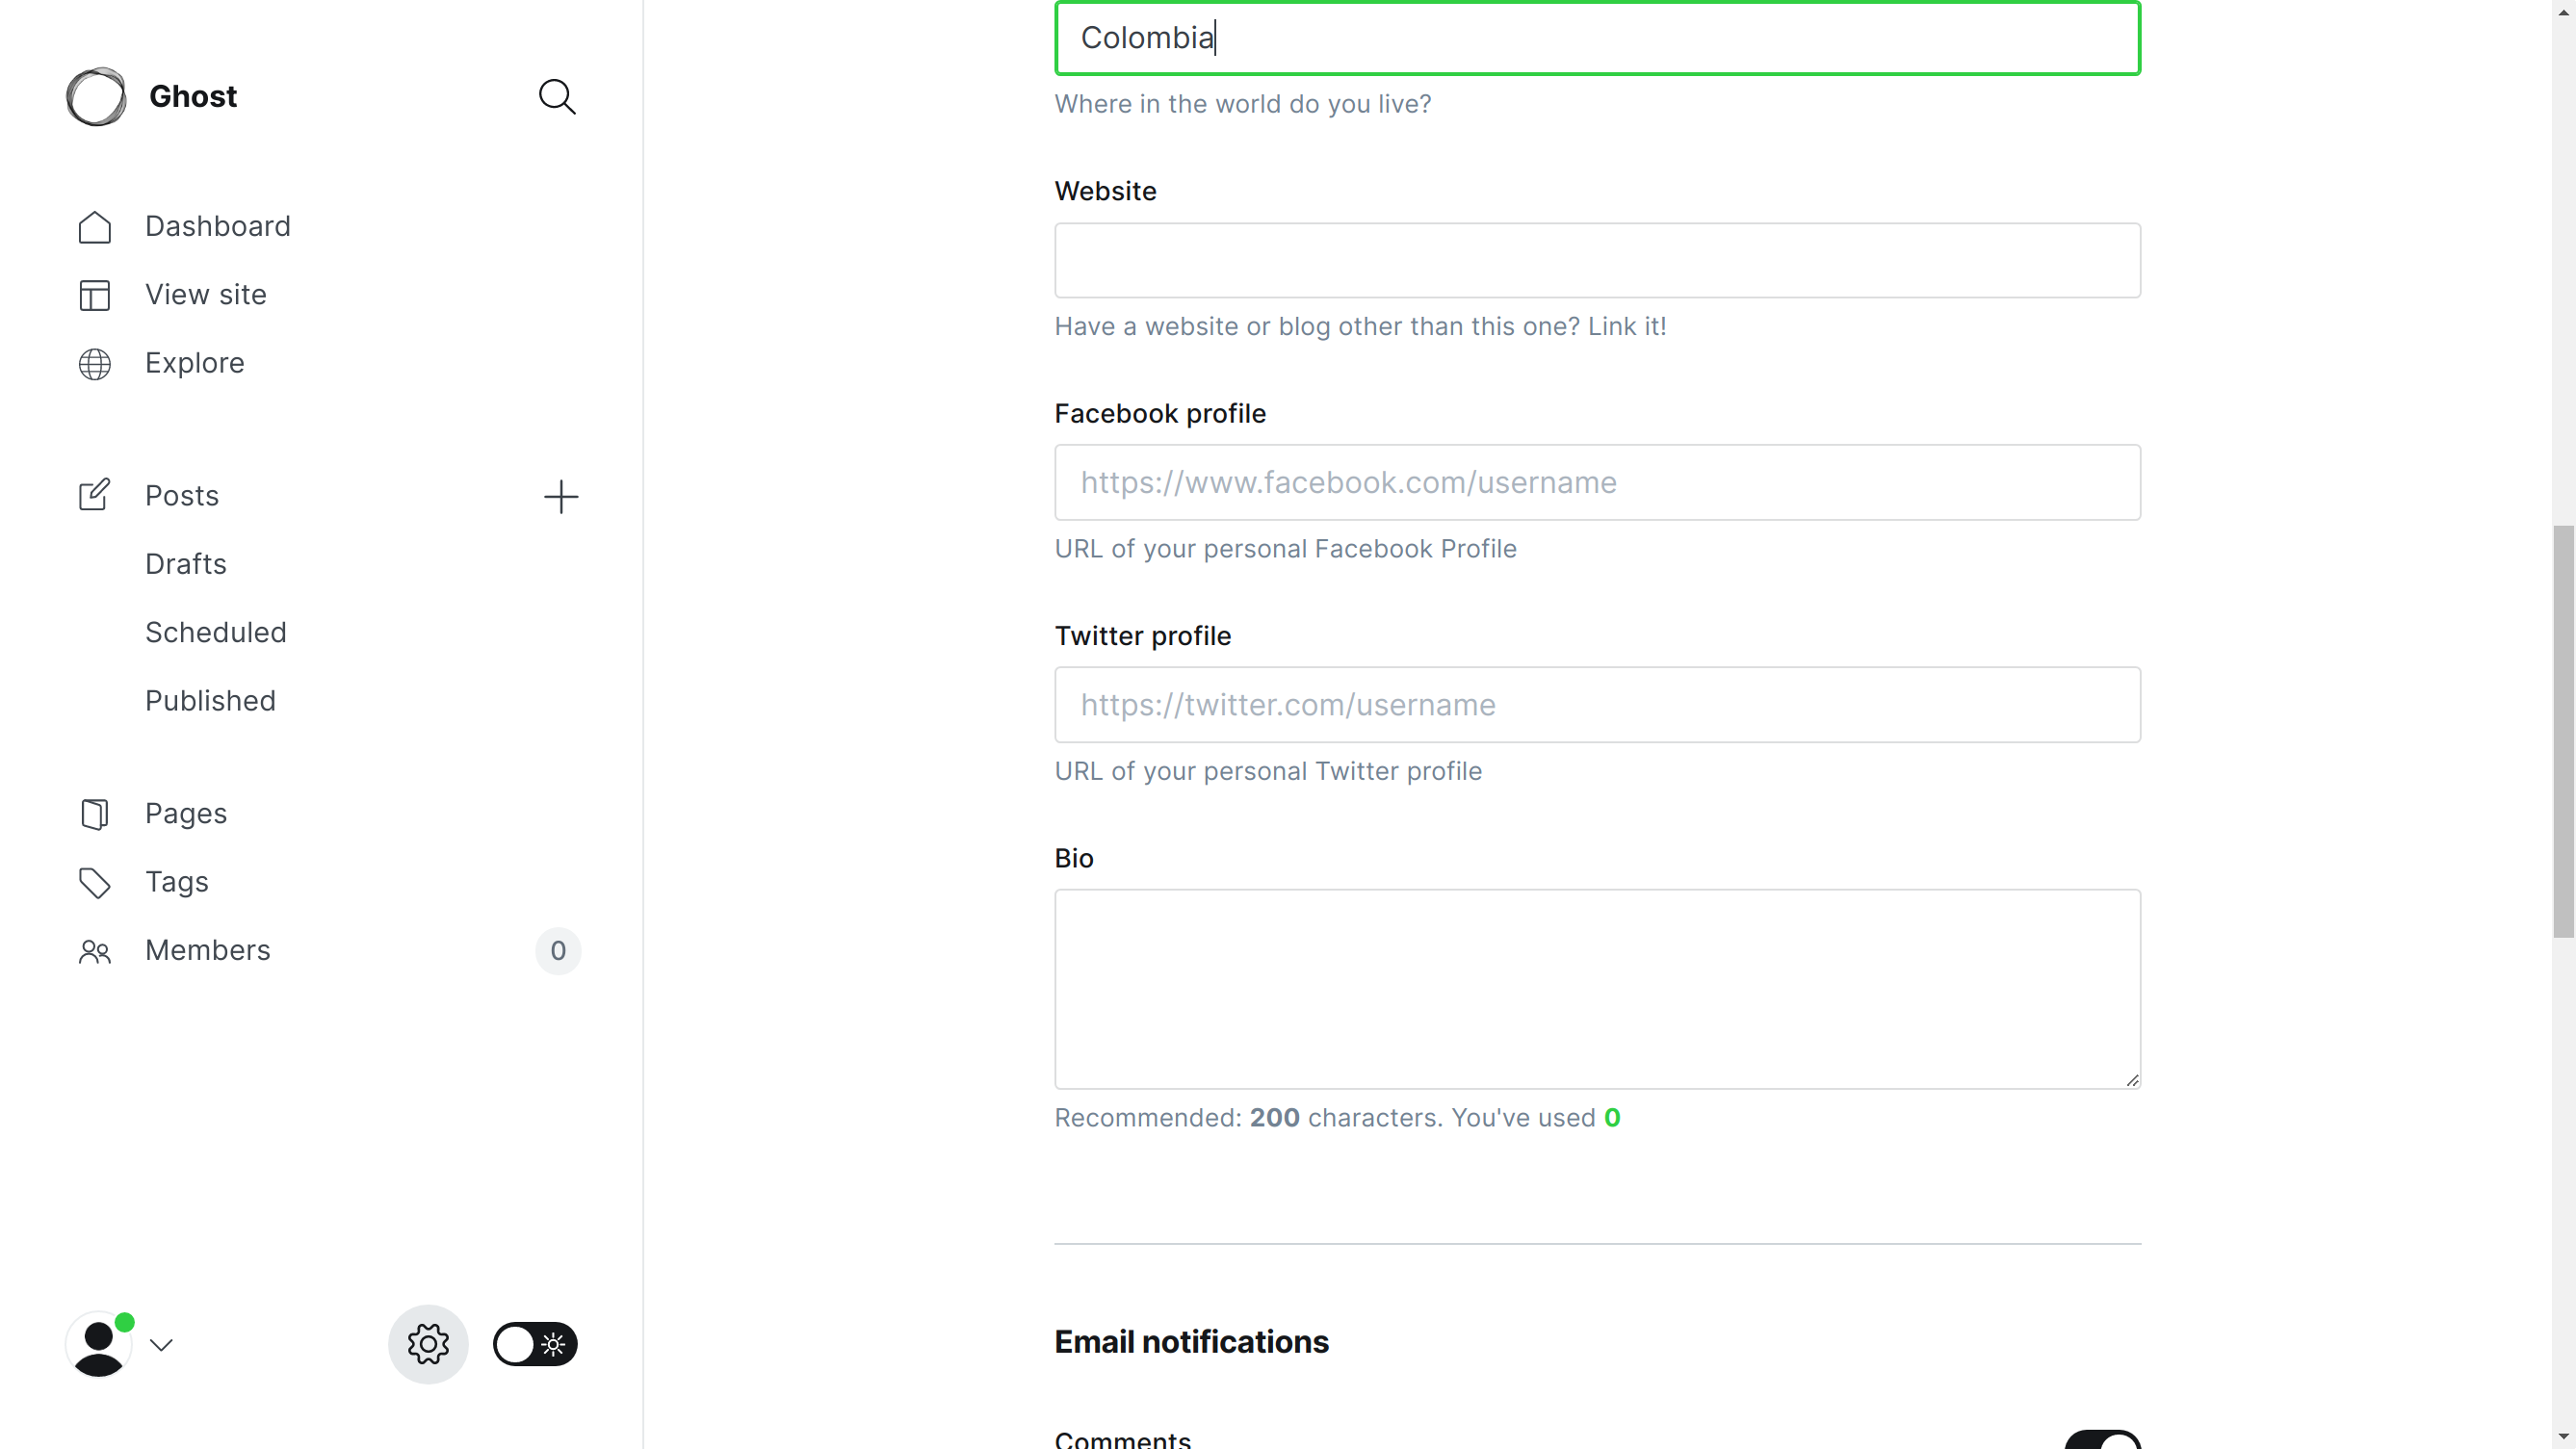 Ghost
Dashboard
View site
Explore
Posts
Drafts
Scheduled
Published
Pages
Tags
Members
0
Colombia
Where in the world do you live?
Website
Have a website or blog other than this one? Link it!
Facebook profile
https://www.facebook.com/username
URL of your personal Facebook Profile
Twitter profile
https://twitter.com/username
URL of your personal Twitter profile
Bio
Recommended: 200 characters. You've used 0
Email notifications
Comments